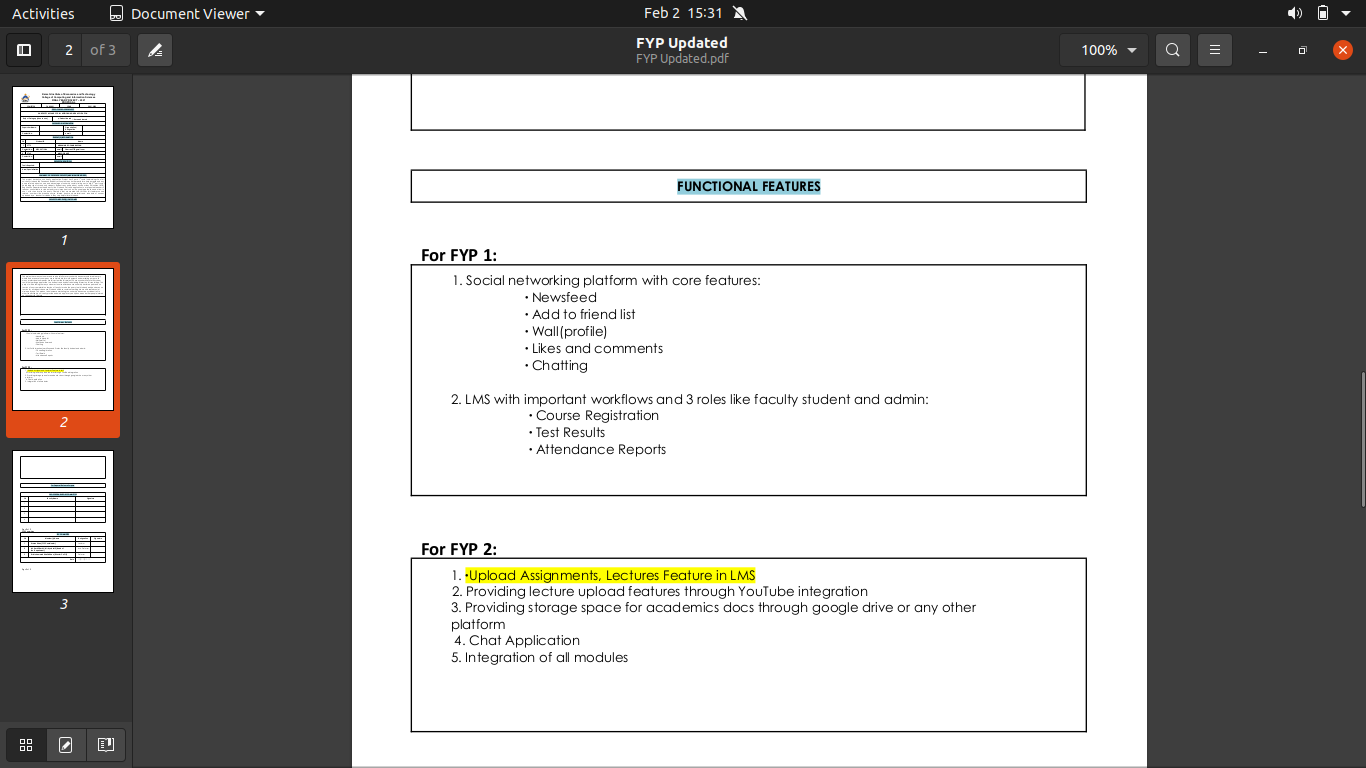 Activities
Document Viewer
Feb 2 15:31
2 of 3
FYP Updated
FYP Updated.pdf
100%
1
2
3
FUNCTIONAL FEATURES
For FYP 1:
1. Social networking platform with core features:
• Newsfeed
• Add to friend list
• Wall(profile)
• Likes and comments
• Chatting
2. LMS with important workflows and 3 roles like faculty student and admin:
• Course Registration
• Test Results
• Attendance Reports
For FYP 2:
1. •Upload Assignments, Lectures Feature in LMS
2. Providing lecture upload features through YouTube integration
3. Providing storage space for academics docs through google drive or any other
platform
4. Chat Application
5. Integration of all modules